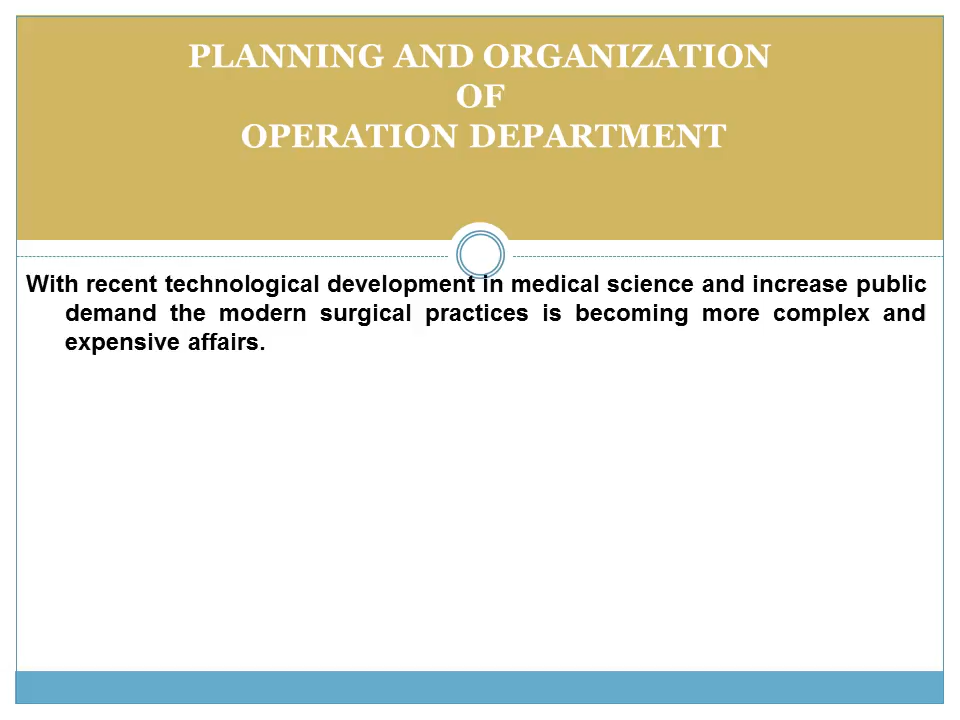 PLANNING AND ORGANIZATION
OF
OPERATION DEPARTMENT
With recent technological development in medical science and increase public
demand the modern surgical practices is becoming more complex and
expensive affairs.